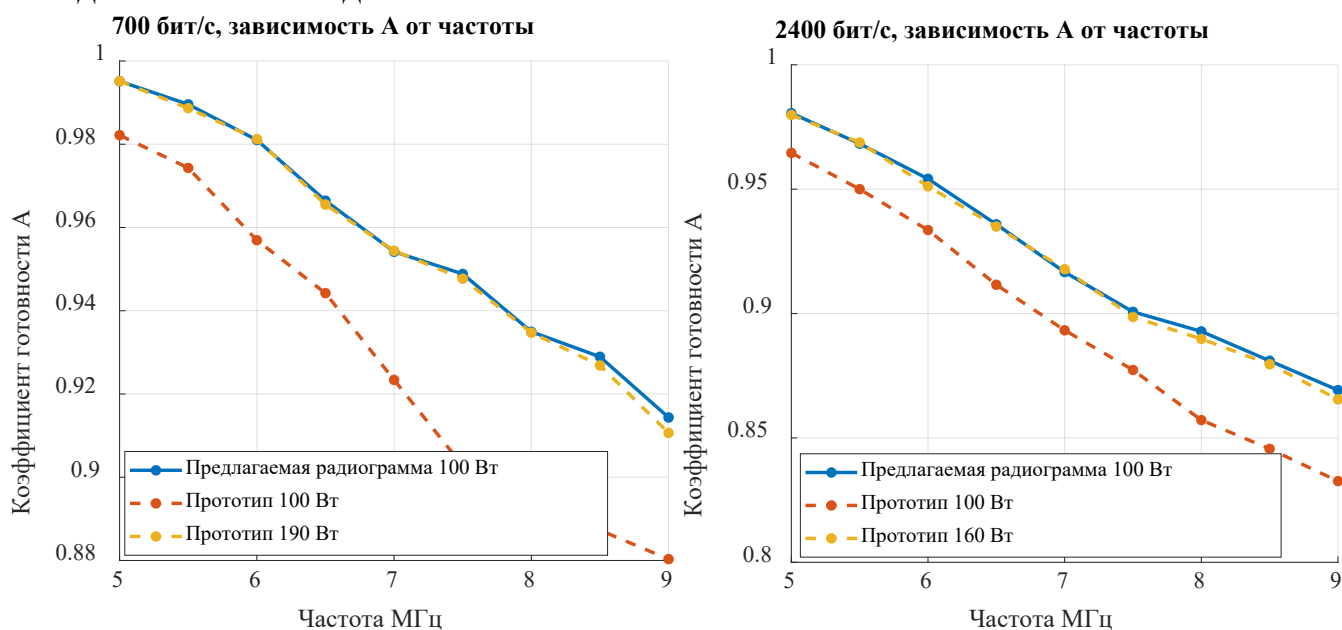 700 бит/с, зависимость А от частоты
1
0.98
0.96
0.94
0.92
0.9
0.88
Коэффициент готовности А
Предлагаемая радиограмма 100 Вт
Прототип 100 Вт
Прототип 190 Вт
5 6 7 8 9
Частота МГц
2400 бит/с, зависимость А от частоты
1
0.95
0.9
0.85
0.8
Коэффициент готовности А
Предлагаемая радиограмма 100 Вт
Прототип 100 Вт
Прототип 160 Вт
5 6 7 8 9
Частота МГц